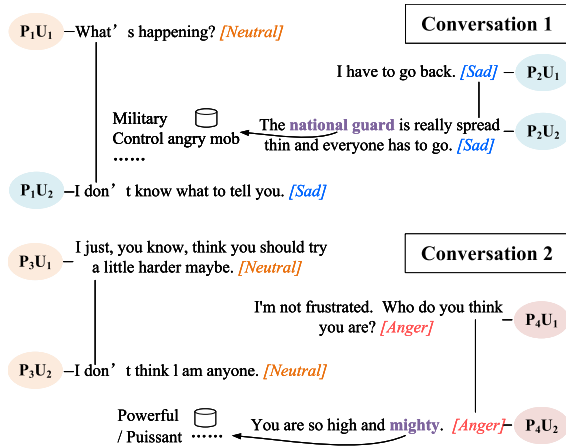 Conversation 1
P₁U₁ What's happening? [Neutral]
I have to go back. [Sad] P₂U₁
Military
Control angry mob
······
The national guard is really spread
thin and everyone has to go. [Sad]
P₂U₂
P₁U₂ I don't know what to tell you. [Sad]
Conversation 2
P₃U₁
I just, you know, think you should try
a little harder maybe. [Neutral]
I'm not frustrated. Who do you think
you are? [Anger]
P₄U₁
P₃U₂ I don't think l am anyone. [Neutral]
Powerful
/ Puissant ······
You are so high and mighty. [Anger] P₄U₂